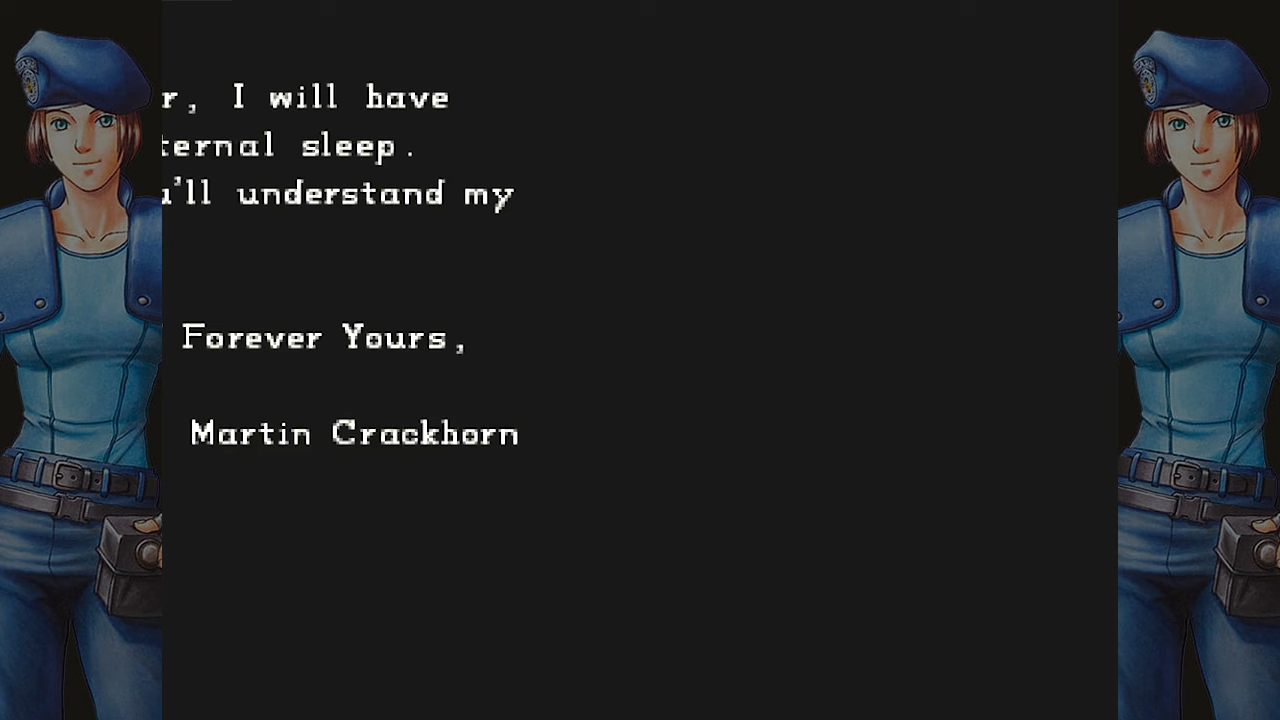 r, I will have
ternal sleep.
u'll understand my
Forever Yours,
Martin Crackhorn